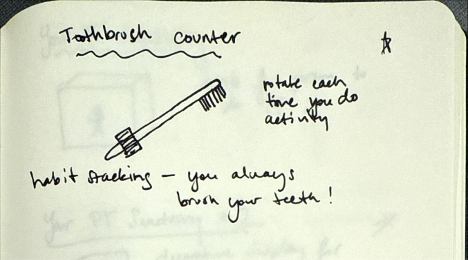 Toothbrush counter
rotate each
time you do
activity
habit stacking – you always
brush your teeth!